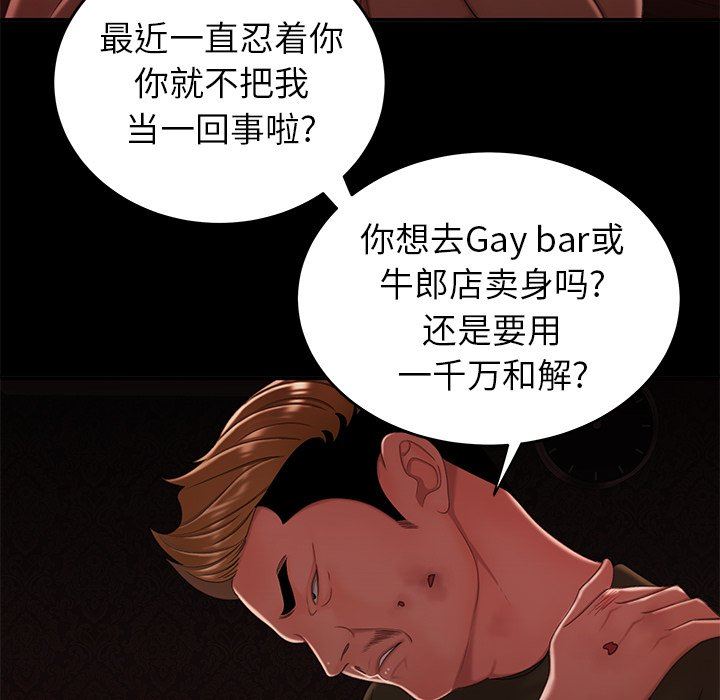 最近一直忍着你
你就不把我
当一回事啦?
你想去Gay bar或
牛郎店卖身吗?
还是要用
一千万和解?